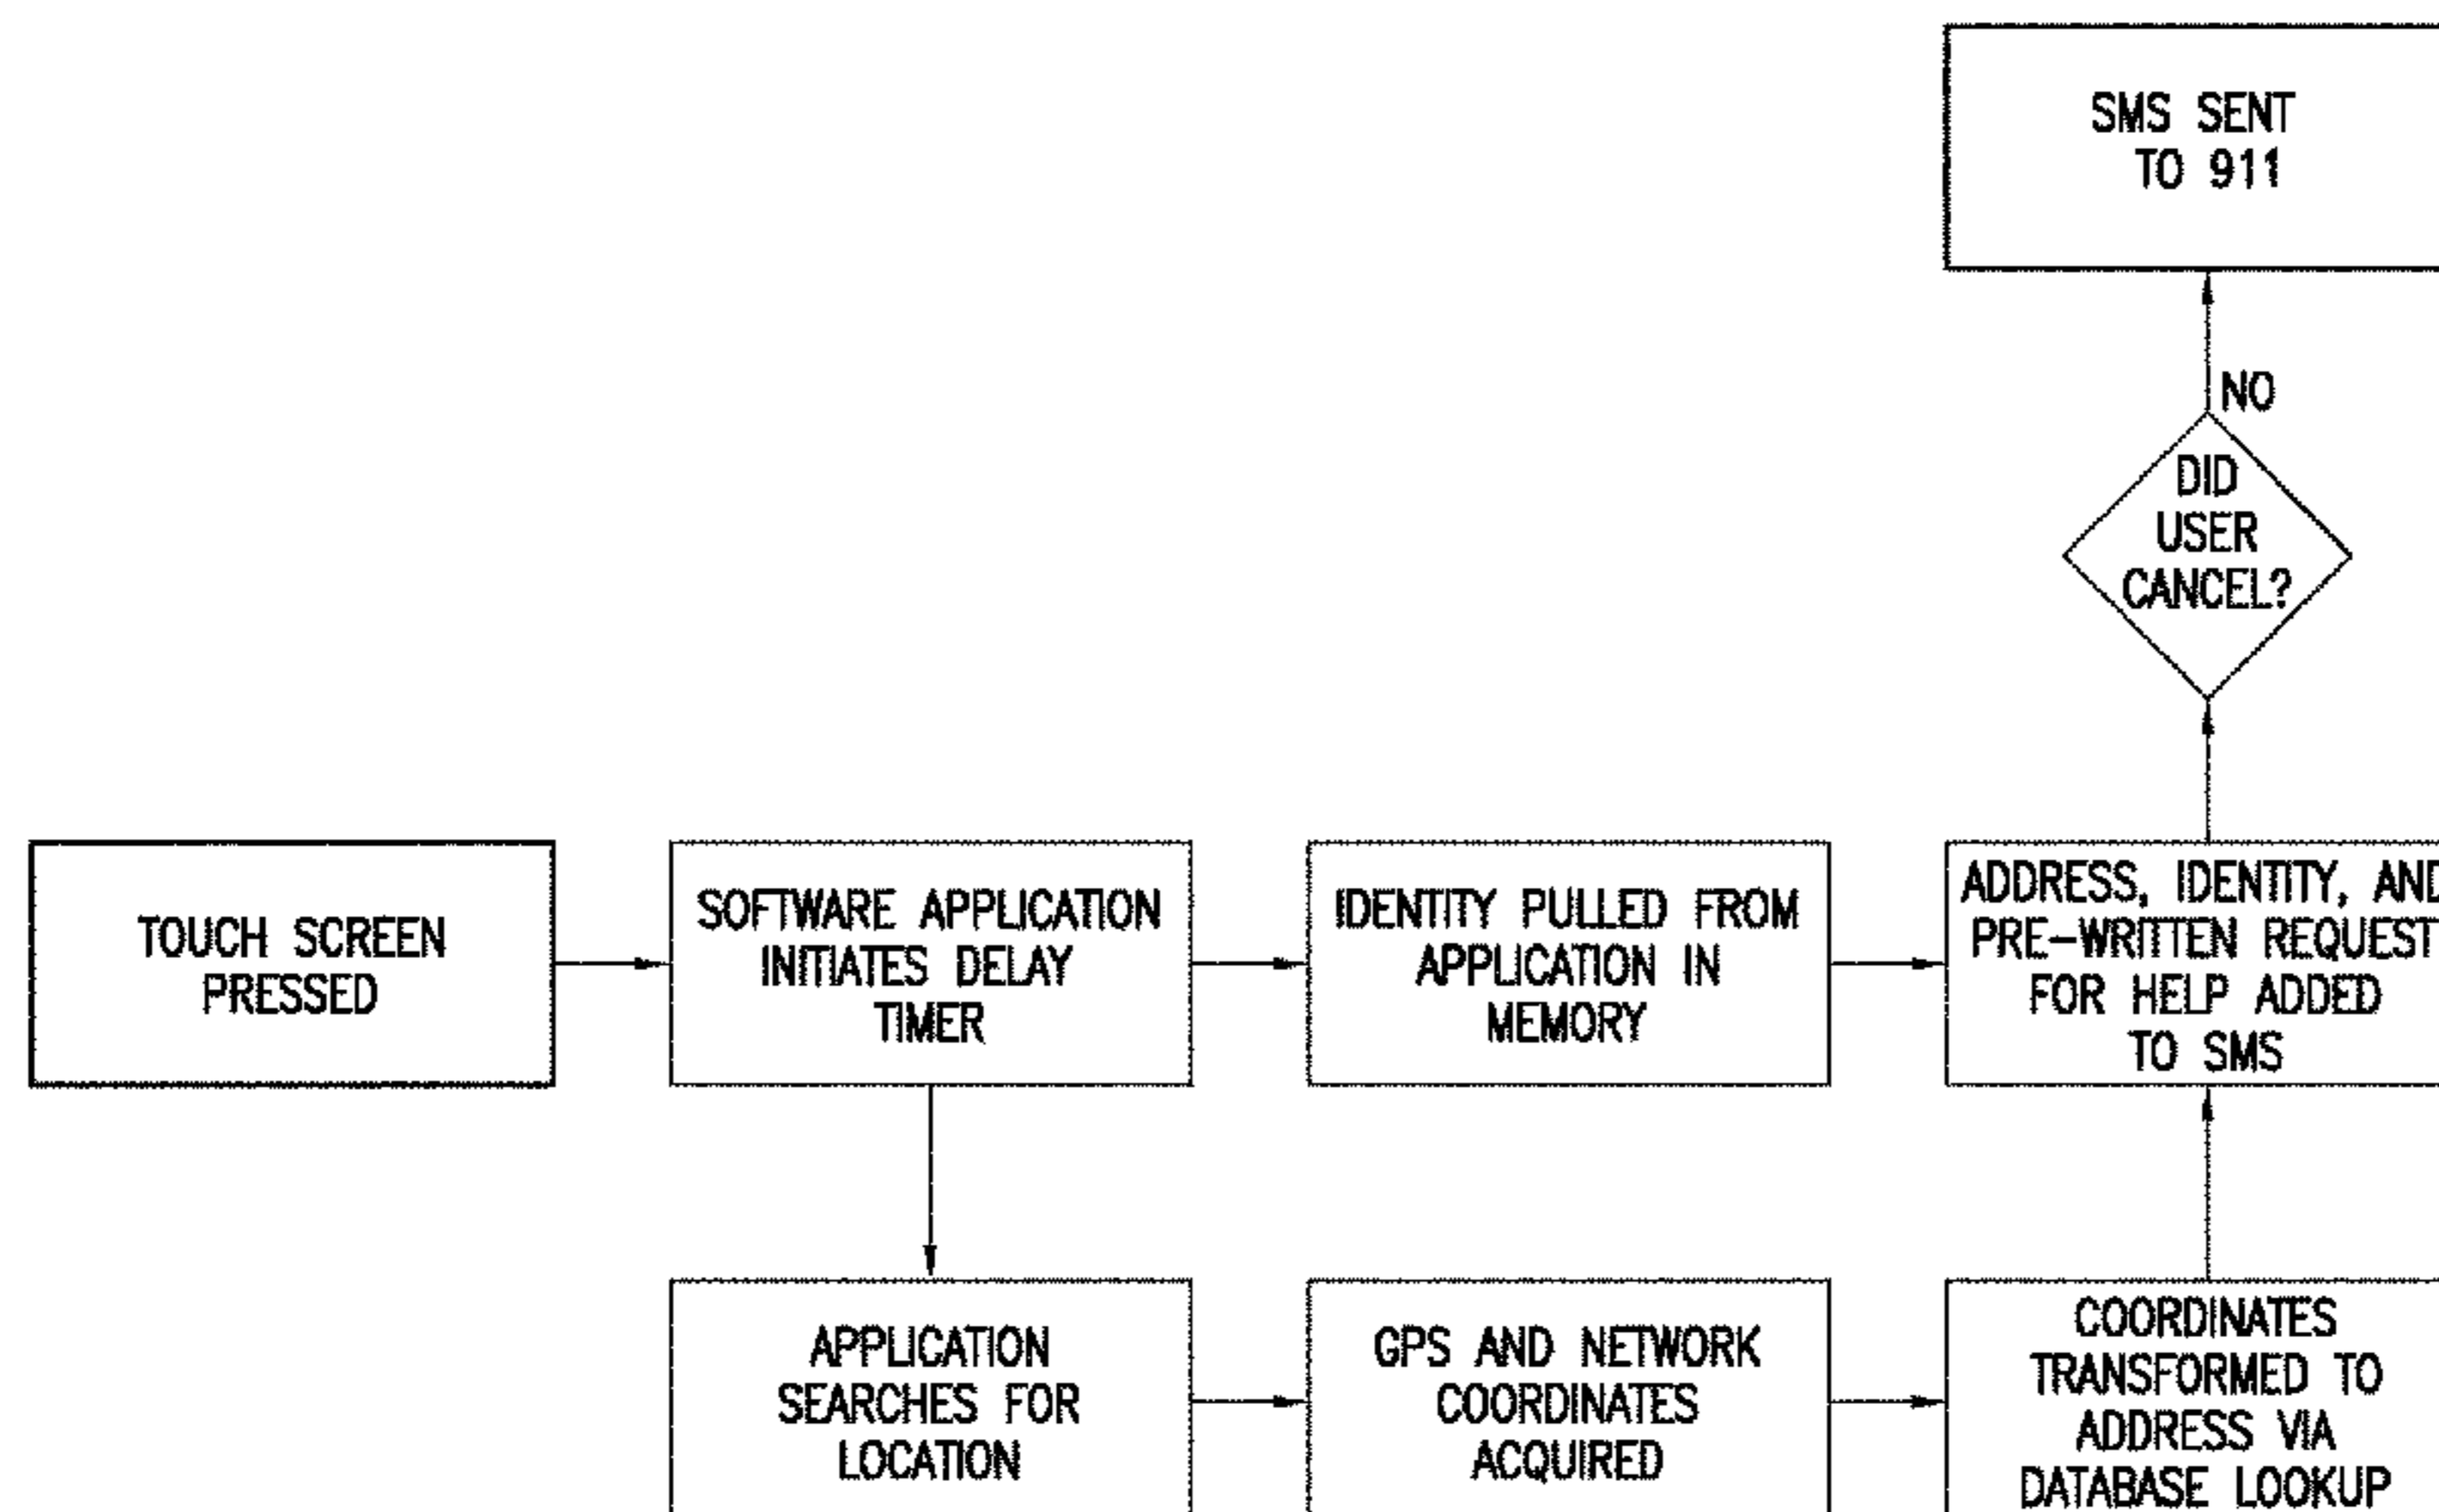 SMS SENT
TO 911
NO
DID
USER
CANCEL?
TOUCH SCREEN
PRESSED
SOFTWARE APPLICATION
INITIATES DELAY
TIMER
IDENTITY PULLED FROM
APPLICATION IN
MEMORY
ADDRESS, IDENTITY, AND
PRE-WRITTEN REQUEST
FOR HELP ADDED
TO SMS
APPLICATION
SEARCHES FOR
LOCATION
GPS AND NETWORK
COORDINATES
ACQUIRED
COORDINATES
TRANSFORMED TO
ADDRESS VIA
DATABASE LOOKUP